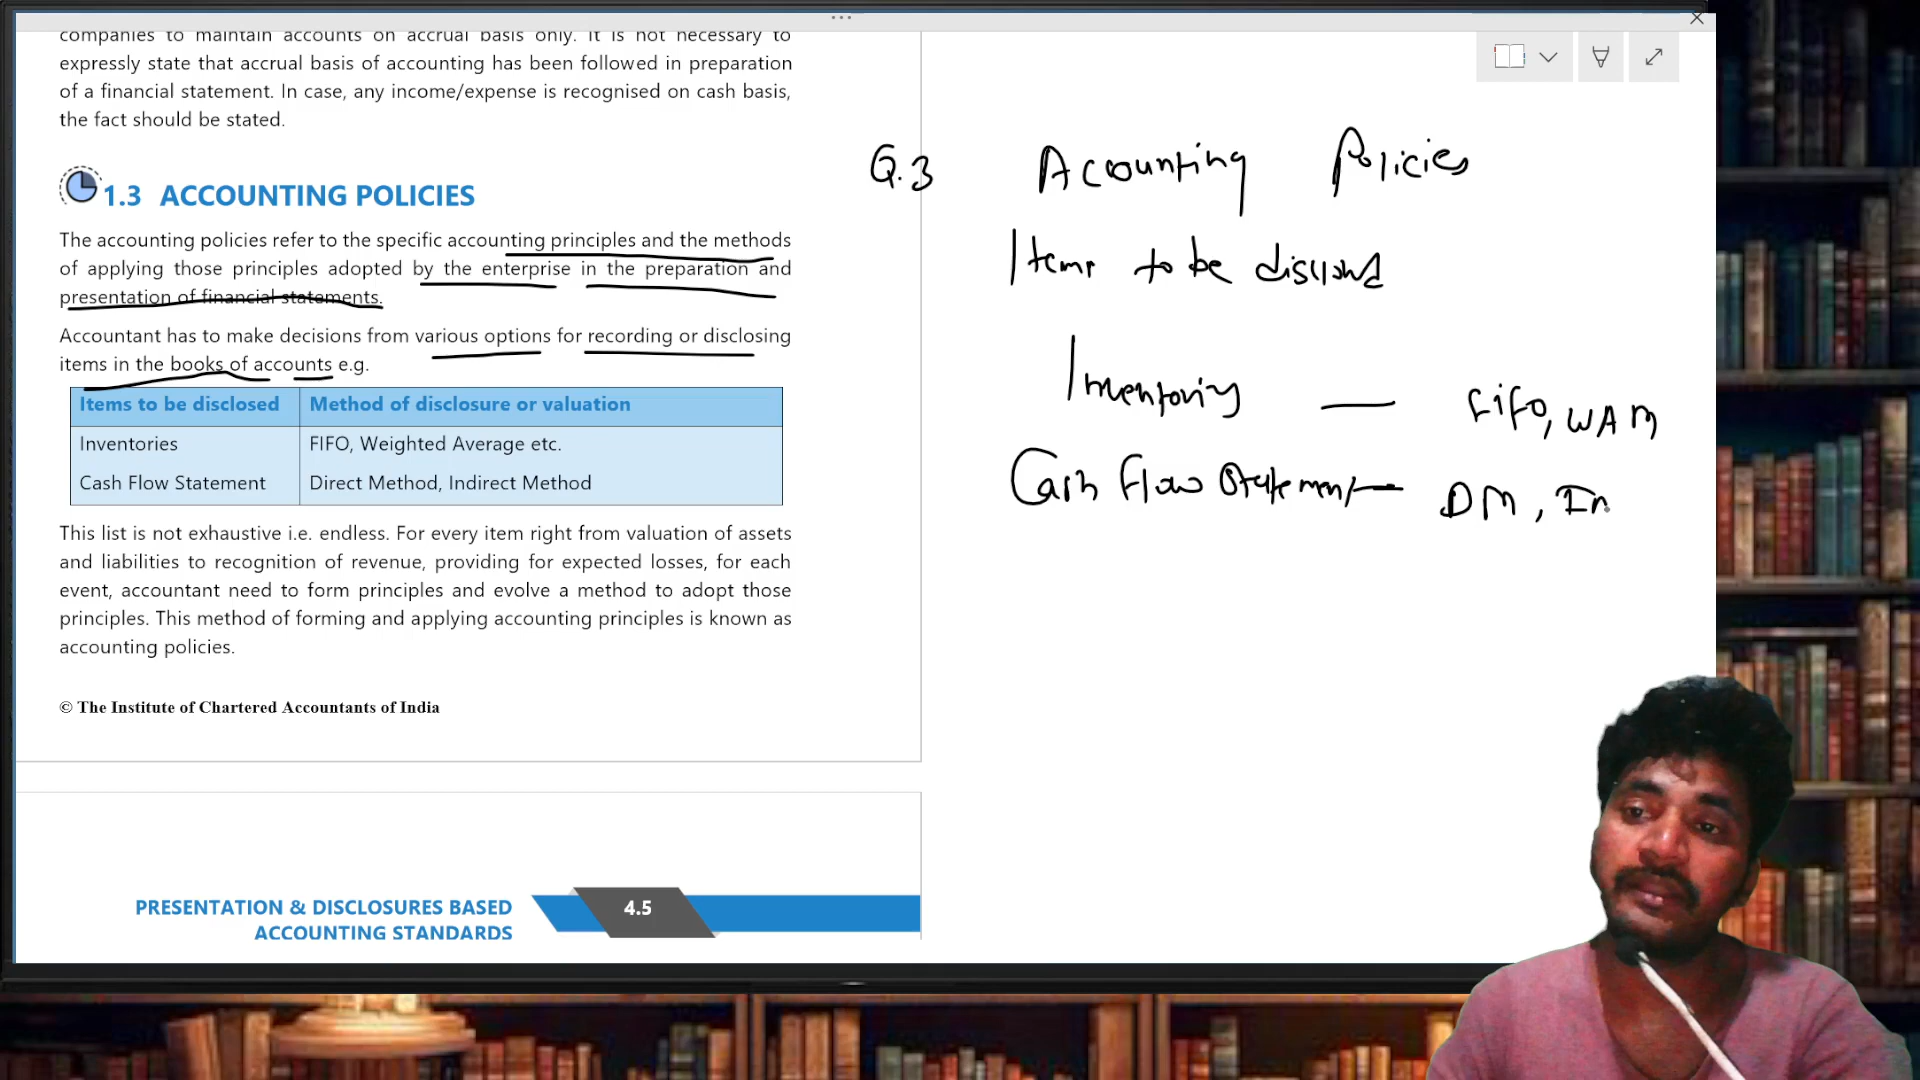 companies to maintain accounts on accrual basis only. It is not necessary to
expressly state that accrual basis of accounting has been followed in preparation
of a financial statement. In case, any income/expense is recognised on cash basis,
the fact should be stated.
1.3 ACCOUNTING POLICIES
The accounting policies refer to the specific accounting principles and the methods
of applying those principles adopted by the enterprise in the preparation and
presentation of financial statements.
Accountant has to make decisions from various options for recording or disclosing
items in the books of accounts e.g.
Items to be disclosed Method of disclosure or valuation
Inventories FIFO, Weighted Average etc.
Cash Flow Statement Direct Method, Indirect Method
This list is not exhaustive i.e. endless. For every item right from valuation of assets
and liabilities to recognition of revenue, providing for expected losses, for each
event, accountant need to form principles and evolve a method to adopt those
principles. This method of forming and applying accounting principles is known as
accounting policies.
© The Institute of Chartered Accountants of India
PRESENTATION & DISCLOSURES BASED
ACCOUNTING STANDARDS
4.5
Q.3 Accounting Policies
Items to be disclosed
Inventories — FIFO, WAM
Cash Flow Statement — DM, In